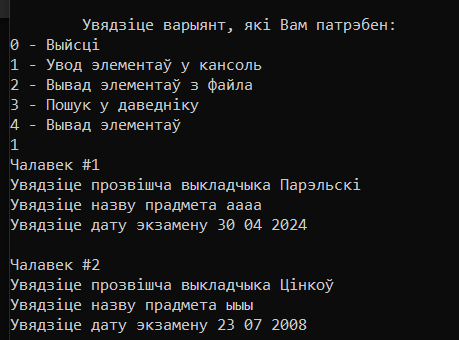 Увядзіце варыянт, які Вам патрэбен:
0 - Выйсці
1 - Увод элементаў у кансоль
2 - Вывад элементаў з файла
3 - Пошук у даведніку
4 - Вывад элементаў
1
Чалавек #1
Увядзіце прозвішча выкладчыка Парэльскі
Увядзіце назву прадмета аааа
Увядзіце дату экзамену 30 04 2024
Чалавек #2
Увядзіце прозвішча выкладчыка Цінкоў
Увядзіце назву прадмета ыыы
Увядзіце дату экзамену 23 07 2008